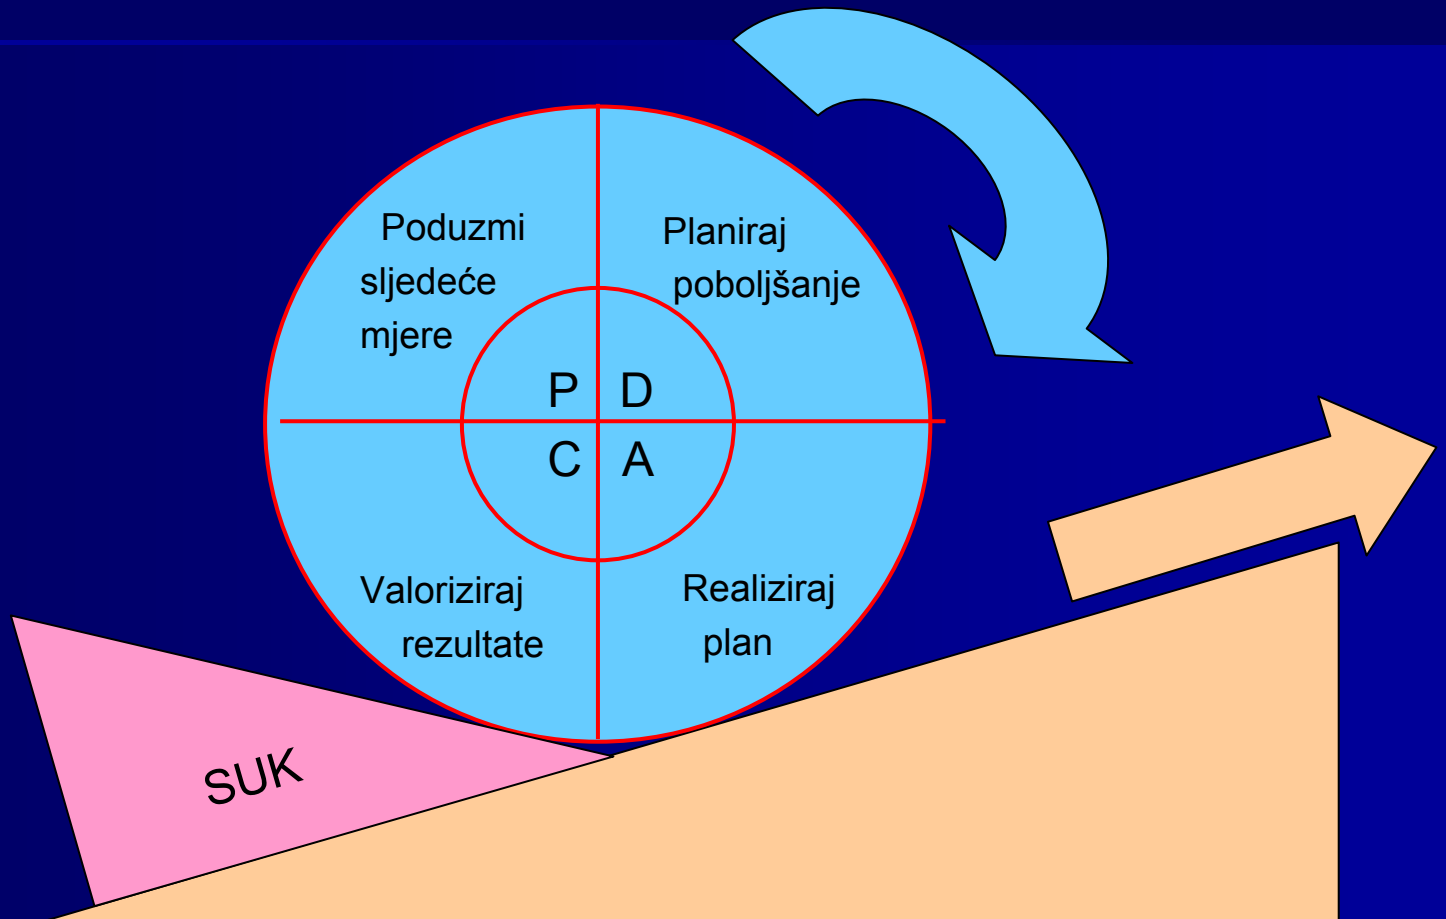 Poduzmi
sljedeće
mjere
Planiraj
poboljšanje
P D
C A
Valoriziraj
rezultate
Realiziraj
plan
SUK